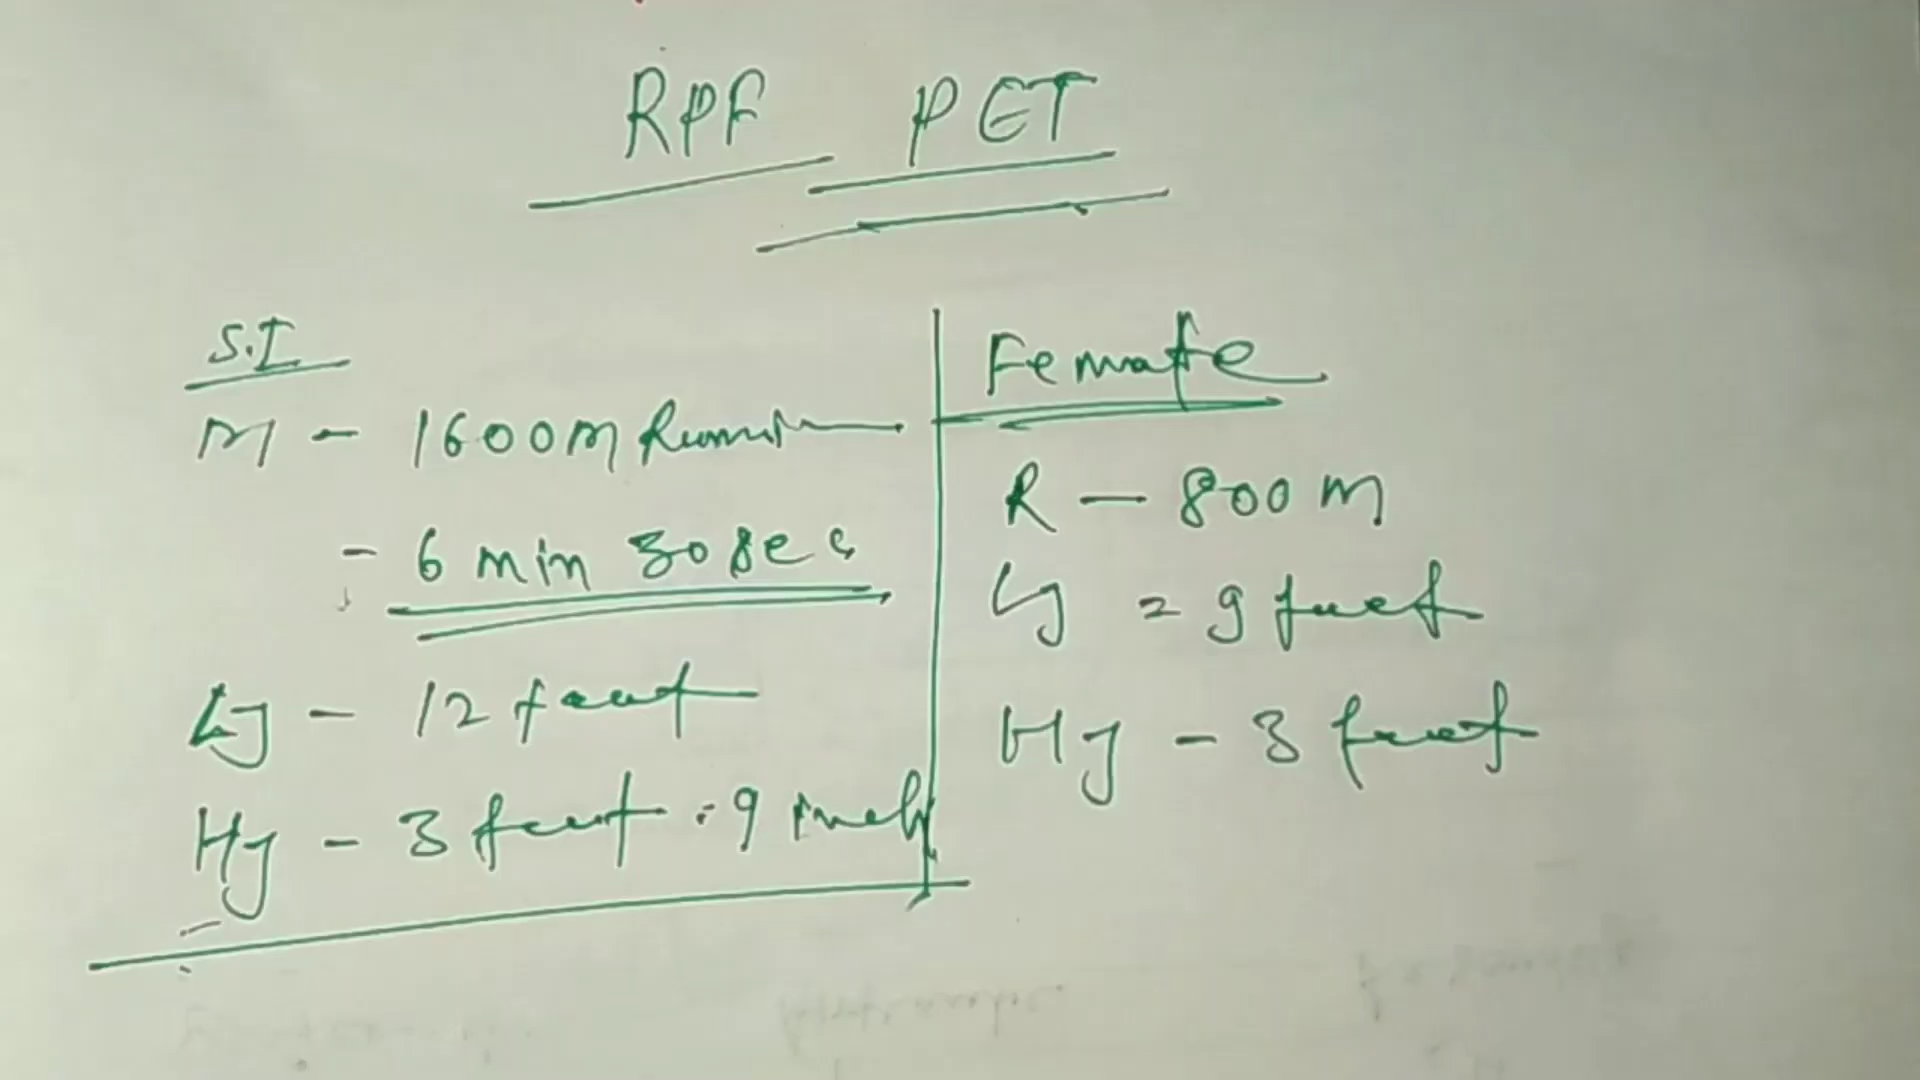 RPF PET
S.I
M - 1600m Running
- 6 min 30 sec
Lj - 12 feet
Hj - 3 feet . 9 inch
Female
R - 800 m
Lj = 9 feet
Hj - 3 feet